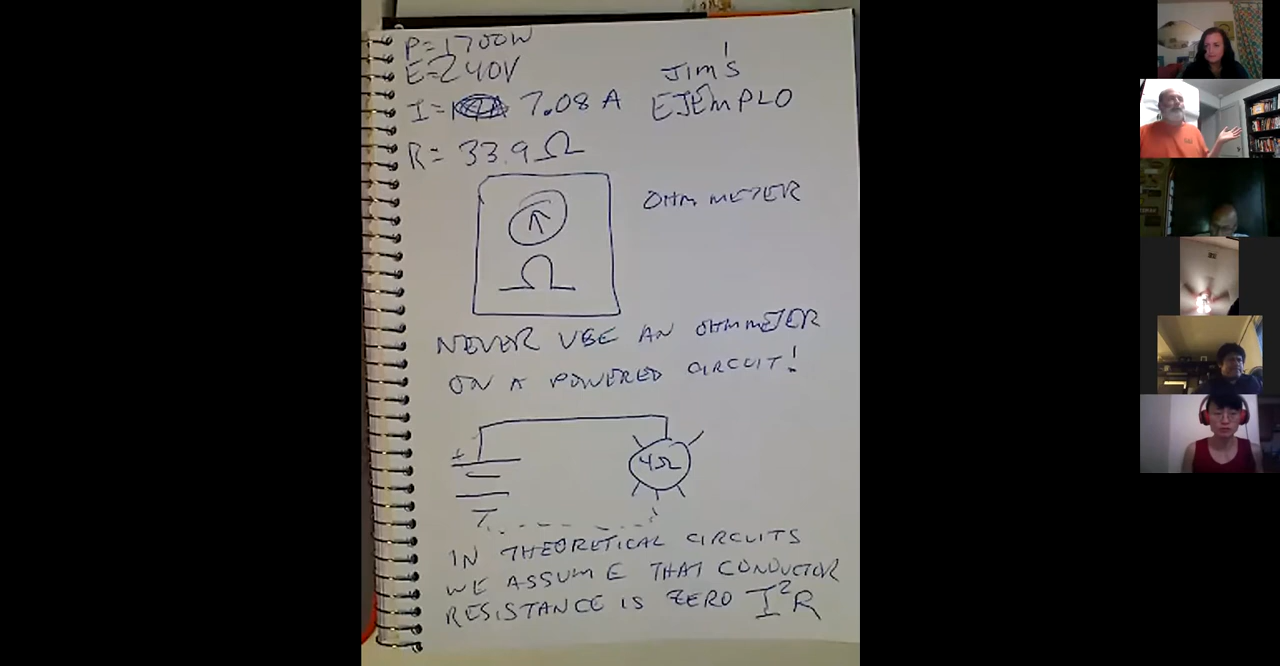 P=1700W
E=240V
JIM'S
I= 7.08 A
EJEMPLO
R= 33.9 Ω
OHM METER
Ω
NEVER USE AN OHMMETER
ON A POWERED CIRCUIT!
+
4Ω
IN THEORETICAL CIRCUITS
WE ASSUME THAT CONDUCTOR
RESISTANCE IS ZERO I²R